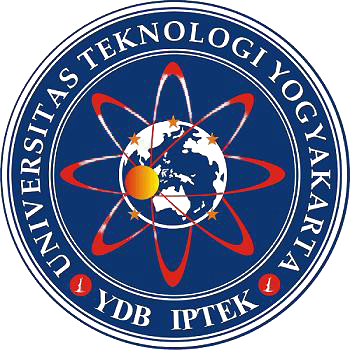 UNIVERSITAS TEKNOLOGI YOGYAKARTA
YDB IPTEK